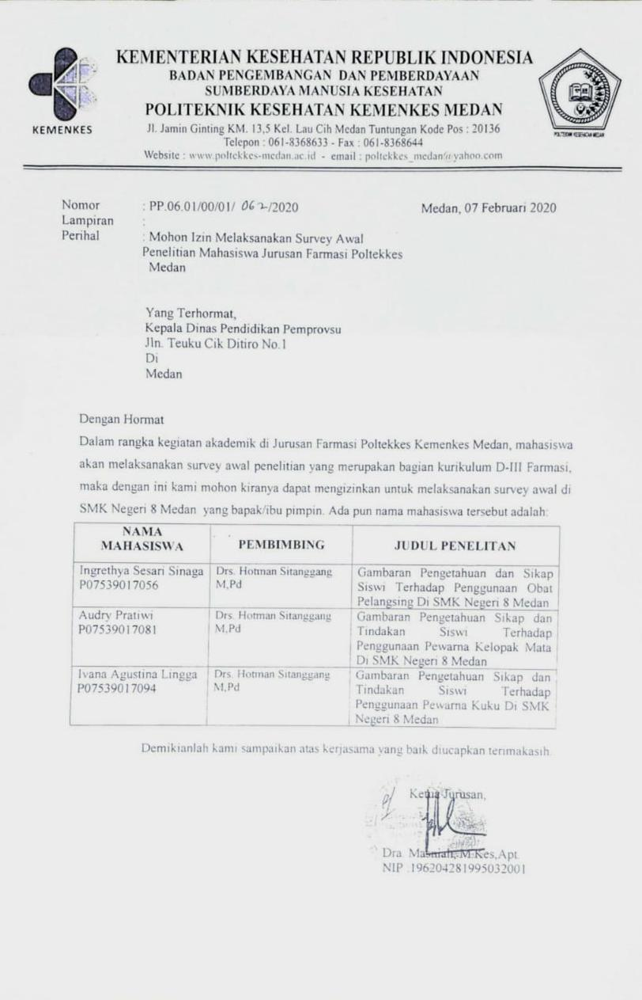 KEMENTERIAN KESEHATAN REPUBLIK INDONESIA
BADAN PENGEMBANGAN DAN PEMBERDAYAAN
SUMBERDAYA MANUSIA KESEHATAN
POLITEKNIK KESEHATAN KEMENKES MEDAN
KEMENKES
POLITEKNIK KESEHATAN MEDAN
Jl. Jamin Ginting KM. 13,5 Kel. Lau Cih Medan Tuntungan Kode Pos : 20136
Telepon : 061-8368633 - Fax : 061-8368644
Website : www.poltekkes-medan.ac.id - email : poltekkes_medan@yahoo.com
Nomor : PP.06.01/00/01/ 062/2020 Medan, 07 Februari 2020
Lampiran :
Perihal : Mohon Izin Melaksanakan Survey Awal
Penelitian Mahasiswa Jurusan Farmasi Poltekkes
Medan
Yang Terhormat,
Kepala Dinas Pendidikan Pemprovsu
Jln. Teuku Cik Ditiro No.1
Di
Medan
Dengan Hormat
Dalam rangka kegiatan akademik di Jurusan Farmasi Poltekkes Kemenkes Medan, mahasiswa
akan melaksanakan survey awal penelitian yang merupakan bagian kurikulum D-III Farmasi,
maka dengan ini kami mohon kiranya dapat mengizinkan untuk melaksanakan survey awal di
SMK Negeri 8 Medan yang bapak/ibu pimpin. Ada pun nama mahasiswa tersebut adalah:
NAMA
MAHASISWA
PEMBIMBING
JUDUL PENELITAN
Ingrethya Sesari Sinaga
P07539017056
Drs. Hotman Sitanggang
M,Pd
Gambaran Pengetahuan dan Sikap
Siswi Terhadap Penggunaan Obat
Pelangsing Di SMK Negeri 8 Medan
Audry Pratiwi
P07539017081
Drs. Hotman Sitanggang
M,Pd
Gambaran Pengetahuan Sikap dan
Tindakan Siswi Terhadap
Penggunaan Pewarna Kelopak Mata
Di SMK Negeri 8 Medan
Ivana Agustina Lingga
P07539017094
Drs. Hotman Sitanggang
M,Pd
Gambaran Pengetahuan Sikap dan
Tindakan Siswi Terhadap
Penggunaan Pewarna Kuku Di SMK
Negeri 8 Medan
Demikianlah kami sampaikan atas kerjasama yang baik diucapkan terimakasih.
Ketua Jurusan,
Dra. Masniah, M.Kes,Apt
NIP .196204281995032001